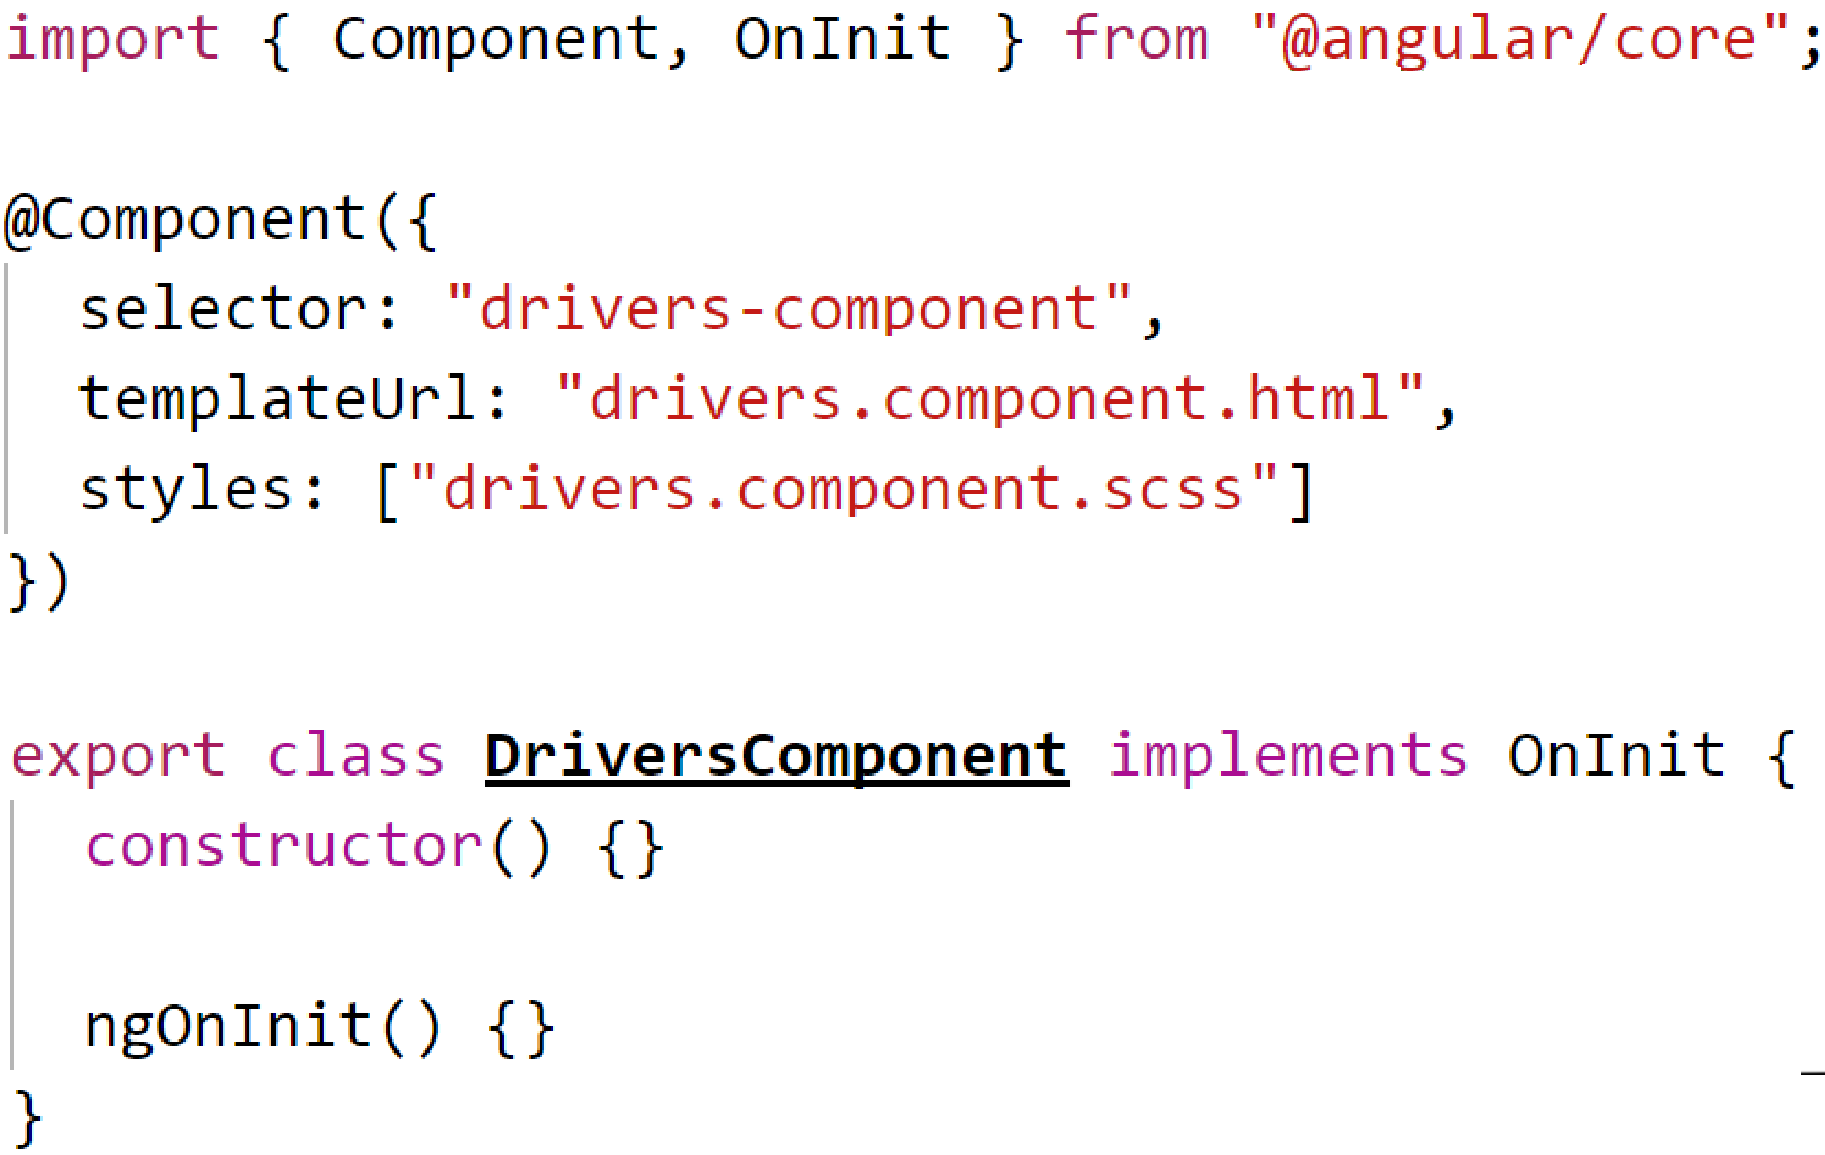 import { Component, OnInit } from "@angular/core";
@Component({
selector: "drivers-component",
templateUrl: "drivers.component.html",
styles: ["drivers.component.scss"]
})
export class DriversComponent implements OnInit {
constructor() {}
ngOnInit() {}
}